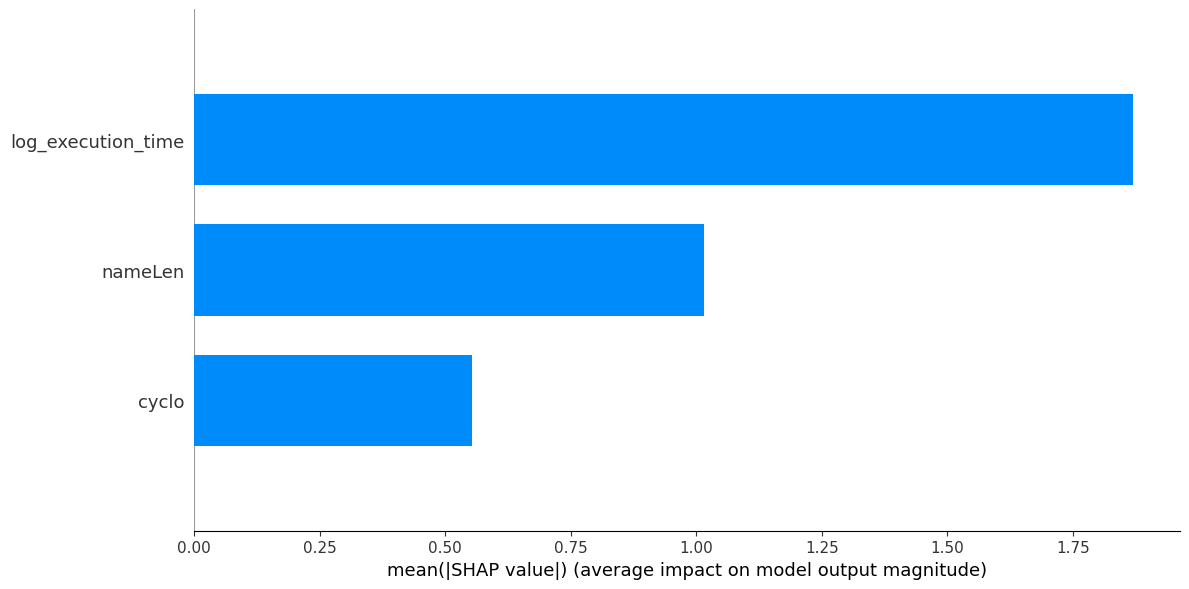 log_execution_time
nameLen
cyclo
0.00 0.25 0.50 0.75 1.00 1.25 1.50 1.75
mean(|SHAP value|) (average impact on model output magnitude)